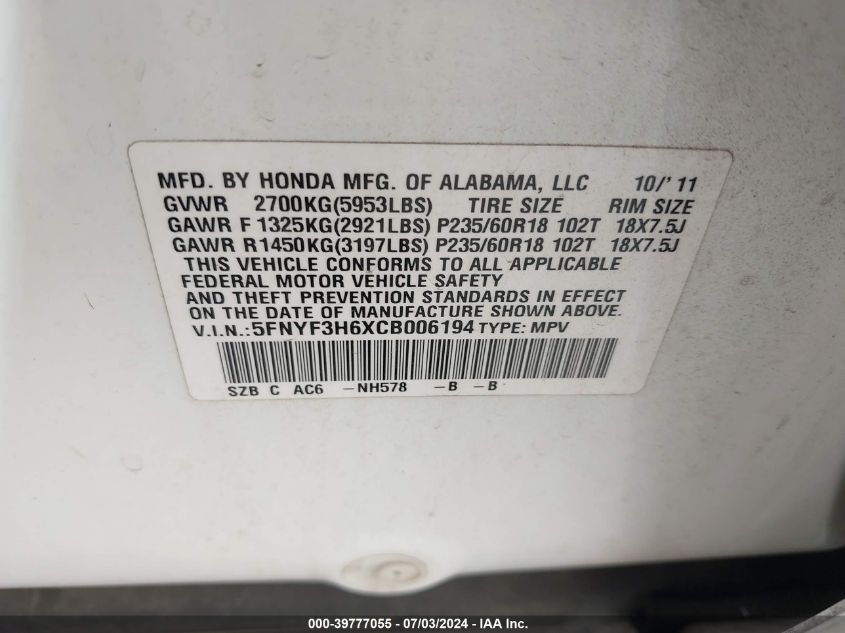 MFD. BY HONDA MFG. OF ALABAMA, LLC 10/'11
GVWR 2700KG(5953LBS) TIRE SIZE RIM SIZE
GAWR F 1325KG(2921LBS) P235/60R18 102T 18X7.5J
GAWR R1450KG(3197LBS) P235/60R18 102T 18X7.5J
THIS VEHICLE CONFORMS TO ALL APPLICABLE
FEDERAL MOTOR VEHICLE SAFETY
AND THEFT PREVENTION STANDARDS IN EFFECT
ON THE DATE OF MANUFACTURE SHOWN ABOVE.
V.I.N.:5FNYF3H6XCB006194 TYPE: MPV
SZB C AC6 -NH578 -B -B
000-39777055 - 07/03/2024 - IAA Inc.